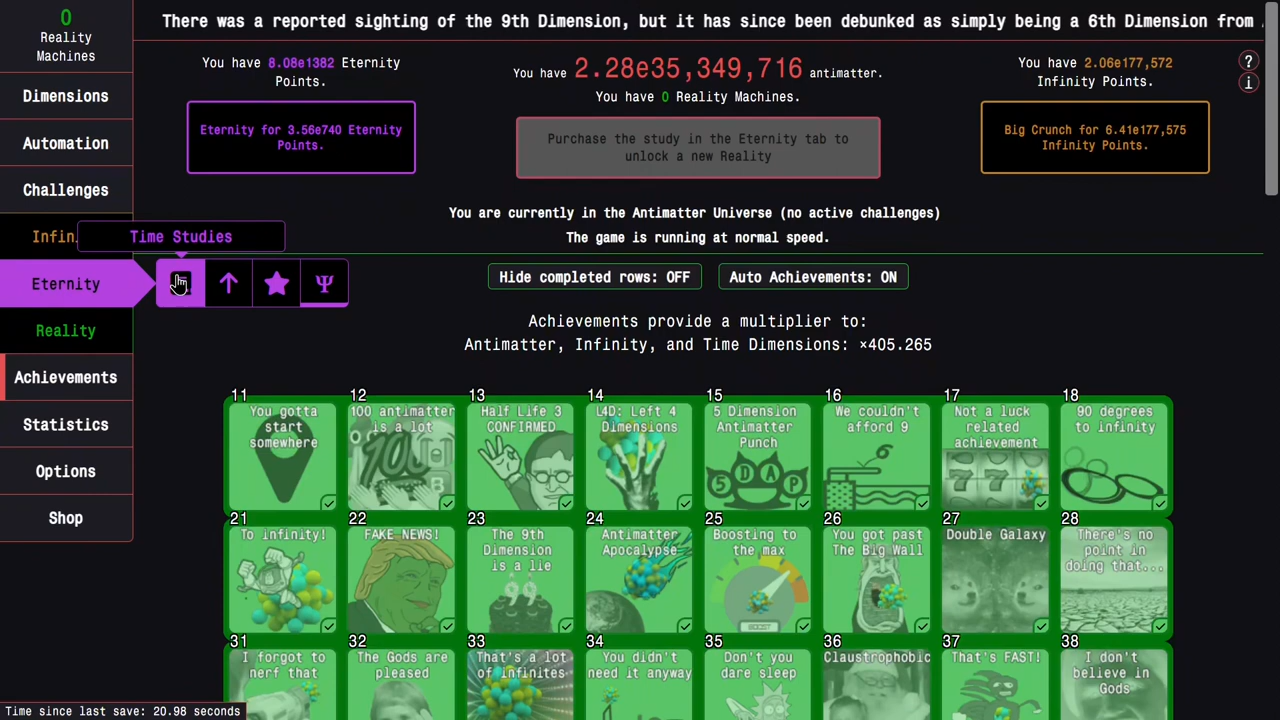 0
Reality
Machines
There was a reported sighting of the 9th Dimension, but it has since been debunked as simply being a 6th Dimension from
You have 8.08e1382 Eternity
Points.
You have 2.28e35,349,716 antimatter.
You have 0 Reality Machines.
You have 2.06e177,572
Infinity Points.
?
i
Eternity for 3.56e740 Eternity
Points.
Purchase the study in the Eternity tab to
unlock a new Reality
Big Crunch for 6.41e177,575
Infinity Points.
Dimensions
Automation
Challenges
Infin
Time Studies
Eternity
Ψ
Reality
Achievements
Statistics
Options
Shop
You are currently in the Antimatter Universe (no active challenges)
The game is running at normal speed.
Hide completed rows: OFF
Auto Achievements: ON
Achievements provide a multiplier to:
Antimatter, Infinity, and Time Dimensions: ×405.265
11
You gotta
start
somewhere
12
100 antimatter
is a lot
13
Half Life 3
CONFIRMED
14
L4D: Left 4
Dimensions
15
5 Dimension
Antimatter
Punch
5 D A P
16
We couldn't
afford 9
17
Not a luck
related
achievement
18
90 degrees
to infinity
21
To infinity!
22
FAKE NEWS!
23
The 9th
Dimension
is a lie
24
Antimatter
Apocalypse
25
Boosting to
the max
BOOST
26
You got past
The Big Wall
27
Double Galaxy
28
There's no
point in
doing that...
31
I forgot to
nerf that
32
The Gods are
pleased
33
That's a lot
of infinites
34
You didn't
need it anyway
35
Don't you
dare sleep
36
Claustrophobic
37
That's FAST!
38
I don't
believe in
Gods
Time since last save: 20.98 seconds